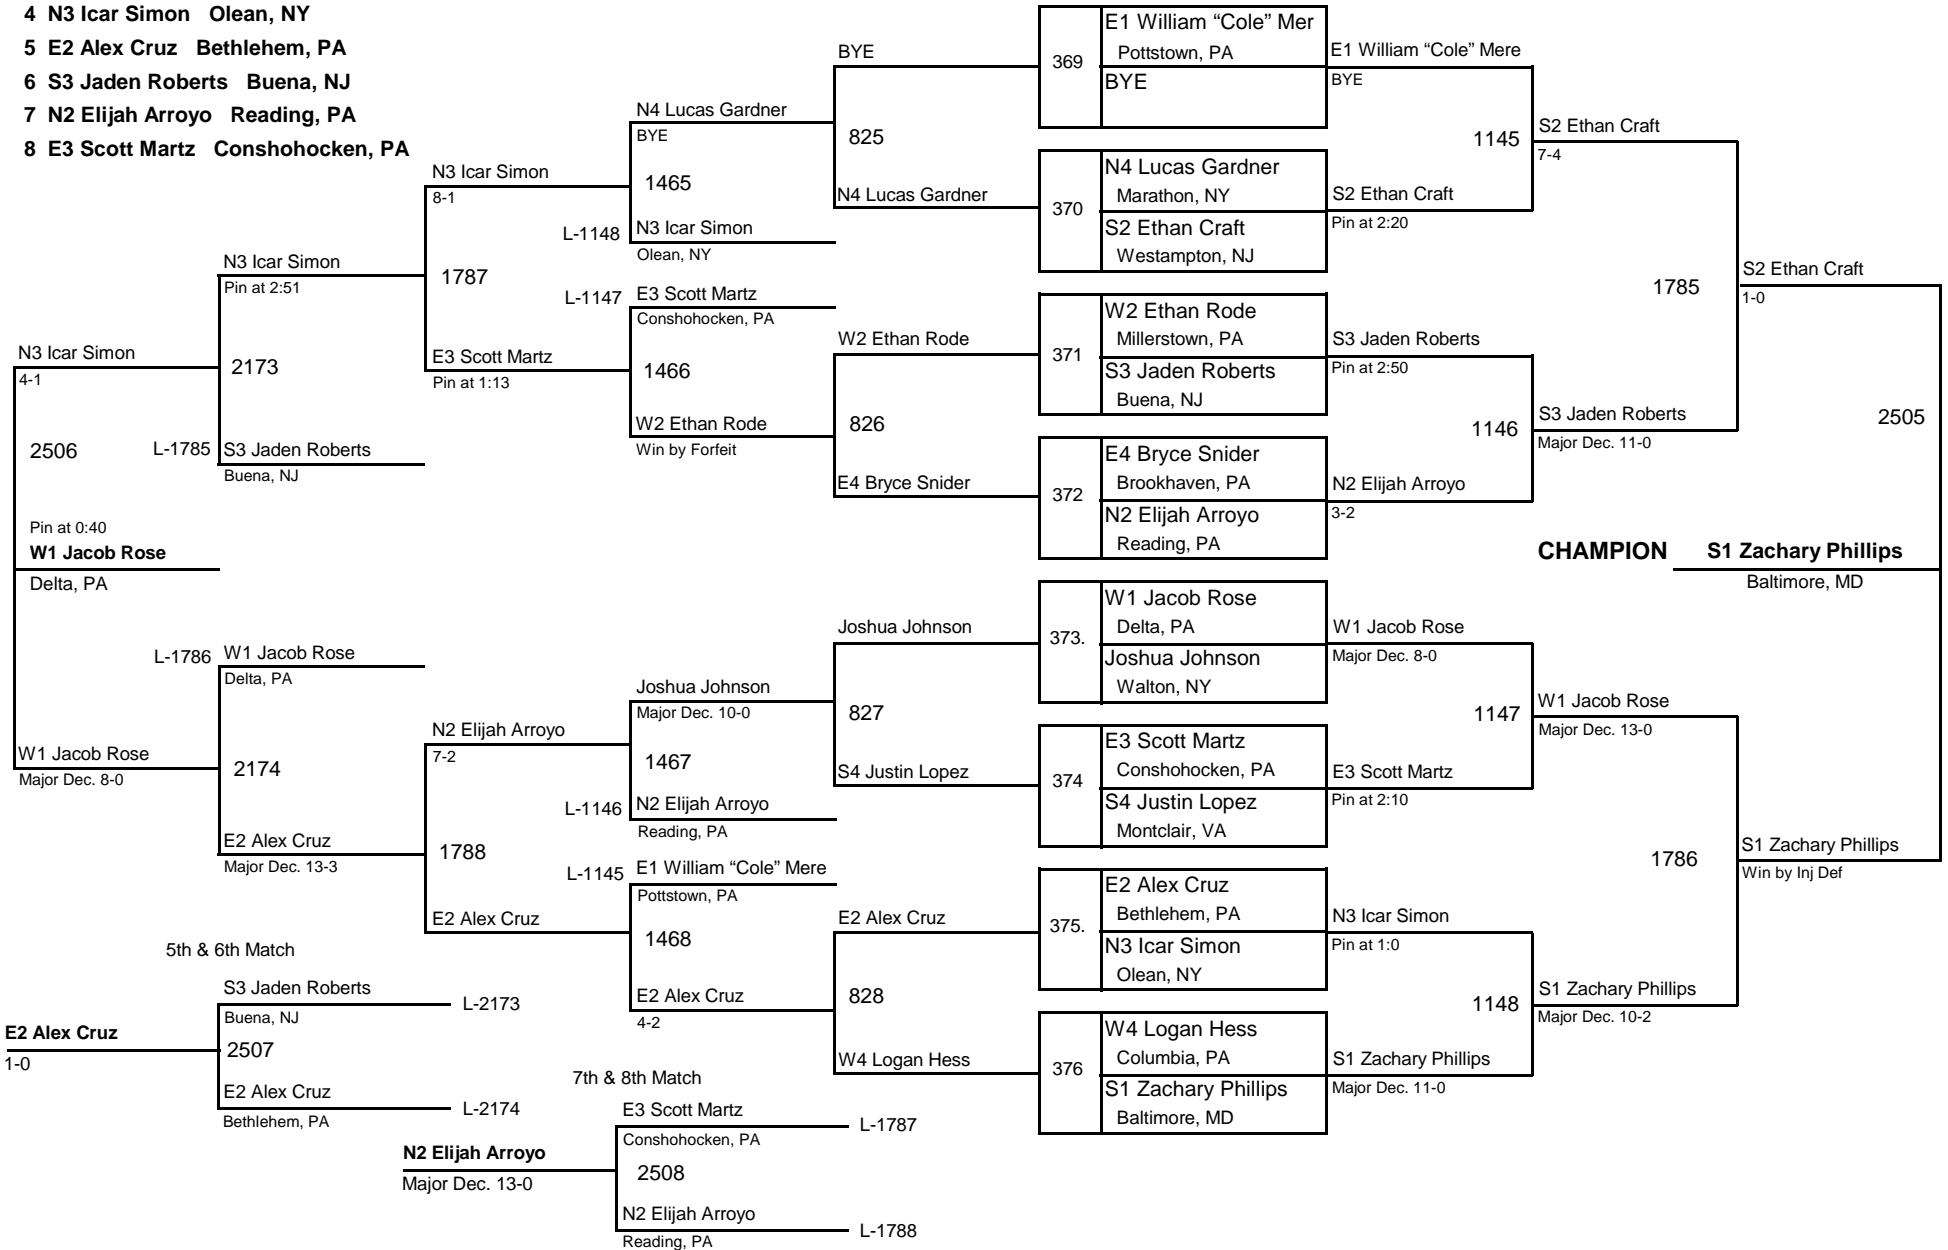 4 N3 Icar Simon Olean, NY
5 E2 Alex Cruz Bethlehem, PA
6 S3 Jaden Roberts Buena, NJ
7 N2 Elijah Arroyo Reading, PA
8 E3 Scott Martz Conshohocken, PA
N3 Icar Simon
4-1
2506
Pin at 0:40
W1 Jacob Rose
Delta, PA
W1 Jacob Rose
Major Dec. 8-0
N3 Icar Simon
Pin at 2:51
2173
L-1785
S3 Jaden Roberts
Buena, NJ
L-1786
W1 Jacob Rose
Delta, PA
2174
E2 Alex Cruz
Major Dec. 13-3
N3 Icar Simon
8-1
1787
E3 Scott Martz
Pin at 1:13
N2 Elijah Arroyo
7-2
1788
E2 Alex Cruz
N4 Lucas Gardner
BYE
1465
L-1148
N3 Icar Simon
Olean, NY
L-1147
E3 Scott Martz
Conshohocken, PA
1466
W2 Ethan Rode
Win by Forfeit
Joshua Johnson
Major Dec. 10-0
1467
L-1146
N2 Elijah Arroyo
Reading, PA
L-1145
E1 William “Cole” Mere
Pottstown, PA
1468
E2 Alex Cruz
4-2
BYE
825
N4 Lucas Gardner
W2 Ethan Rode
826
E4 Bryce Snider
Joshua Johnson
827
S4 Justin Lopez
E2 Alex Cruz
828
W4 Logan Hess
369
E1 William “Cole” Mer
Pottstown, PA
BYE
370
N4 Lucas Gardner
Marathon, NY
S2 Ethan Craft
Westampton, NJ
371
W2 Ethan Rode
Millerstown, PA
S3 Jaden Roberts
Buena, NJ
372
E4 Bryce Snider
Brookhaven, PA
N2 Elijah Arroyo
Reading, PA
373.
W1 Jacob Rose
Delta, PA
Joshua Johnson
Walton, NY
374
E3 Scott Martz
Conshohocken, PA
S4 Justin Lopez
Montclair, VA
375.
E2 Alex Cruz
Bethlehem, PA
N3 Icar Simon
Olean, NY
376
W4 Logan Hess
Columbia, PA
S1 Zachary Phillips
Baltimore, MD
E1 William “Cole” Mere
BYE
1145
S2 Ethan Craft
Pin at 2:20
S3 Jaden Roberts
Pin at 2:50
1146
N2 Elijah Arroyo
3-2
W1 Jacob Rose
Major Dec. 8-0
1147
E3 Scott Martz
Pin at 2:10
N3 Icar Simon
Pin at 1:0
1148
S1 Zachary Phillips
Major Dec. 11-0
S2 Ethan Craft
7-4
1785
S3 Jaden Roberts
Major Dec. 11-0
W1 Jacob Rose
Major Dec. 13-0
1786
S1 Zachary Phillips
Major Dec. 10-2
S2 Ethan Craft
1-0
2505
CHAMPION S1 Zachary Phillips
Baltimore, MD
S1 Zachary Phillips
Win by Inj Def
5th & 6th Match
S3 Jaden Roberts
L-2173
Buena, NJ
E2 Alex Cruz
1-0
2507
E2 Alex Cruz
L-2174
Bethlehem, PA
7th & 8th Match
E3 Scott Martz
L-1787
Conshohocken, PA
N2 Elijah Arroyo
Major Dec. 13-0
2508
N2 Elijah Arroyo
L-1788
Reading, PA